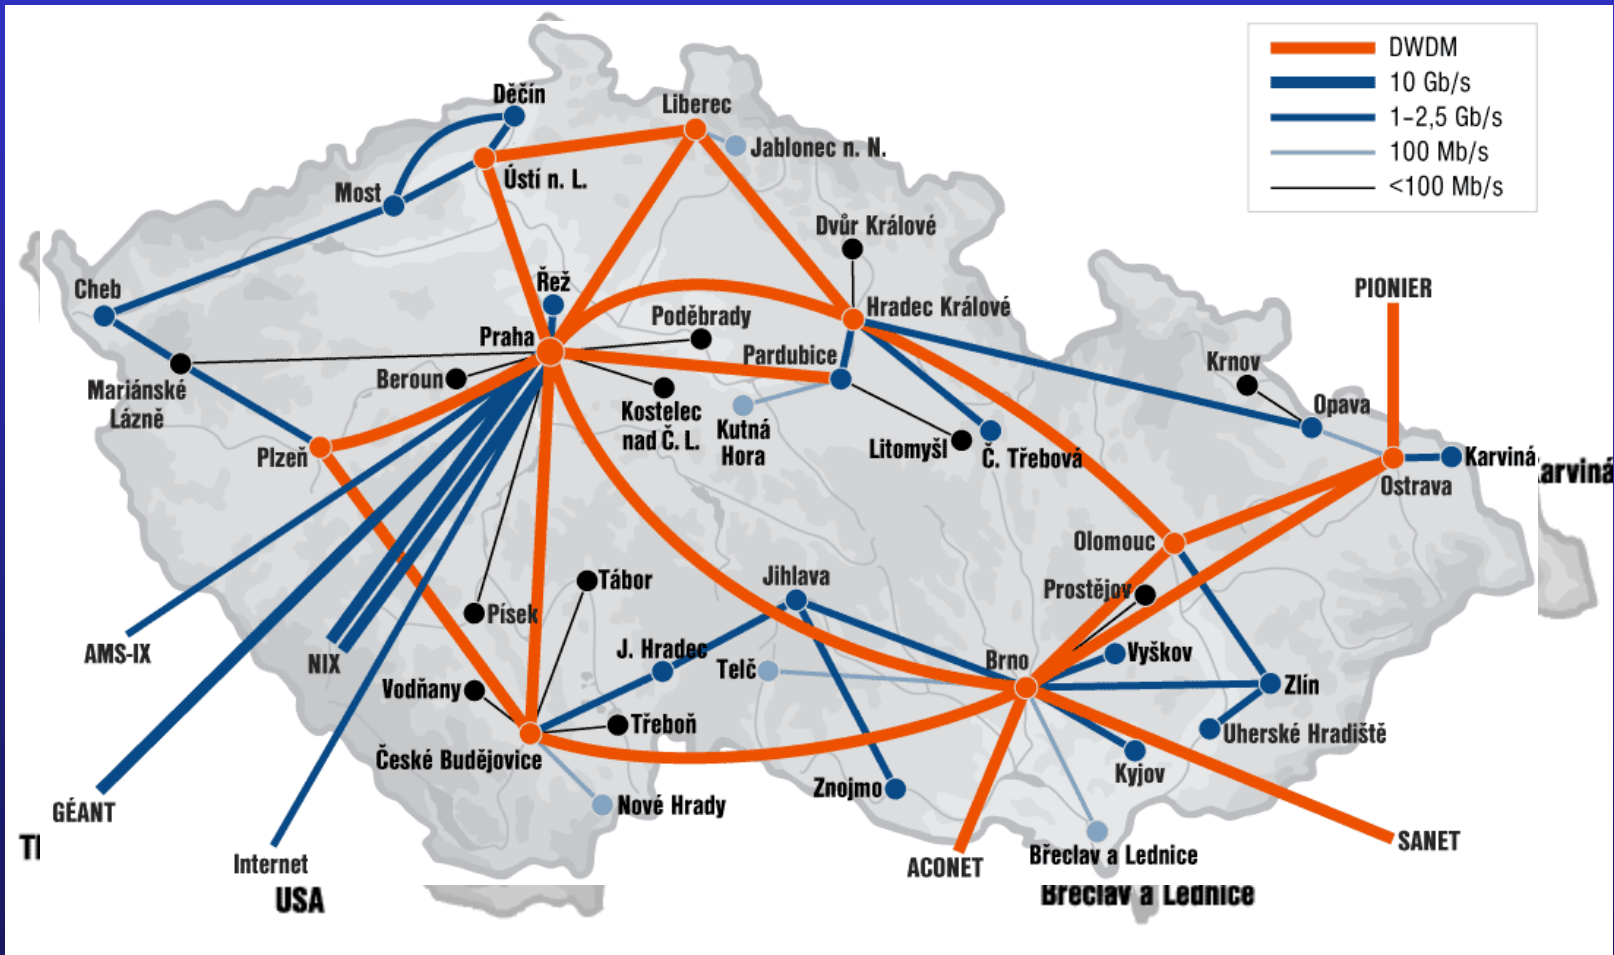 DWDM
10 Gb/s
1–2,5 Gb/s
100 Mb/s
<100 Mb/s
Děčín
Liberec
Jablonec n. N.
Ústí n. L.
Most
Dvůr Králové
Cheb
Řež
PIONIER
Hradec Králové
Poděbrady
Praha
Pardubice
Krnov
Mariánské
Lázně
Beroun
Opava
Kostelec
nad Č. L.
Kutná
Hora
Litomyšl
Č. Třebová
Plzeň
Karviná
arviná
Ostrava
Olomouc
Jihlava
Tábor
Prostějov
Písek
AMS-IX
NIX
J. Hradec
Telč
Brno
Vyškov
Zlín
Vodňany
Třeboň
Uherské Hradiště
České Budějovice
Kyjov
Znojmo
Nové Hrady
GÉANT
SANET
Internet
ACONET
Břeclav a Lednice
USA
Břeclav a Lednice